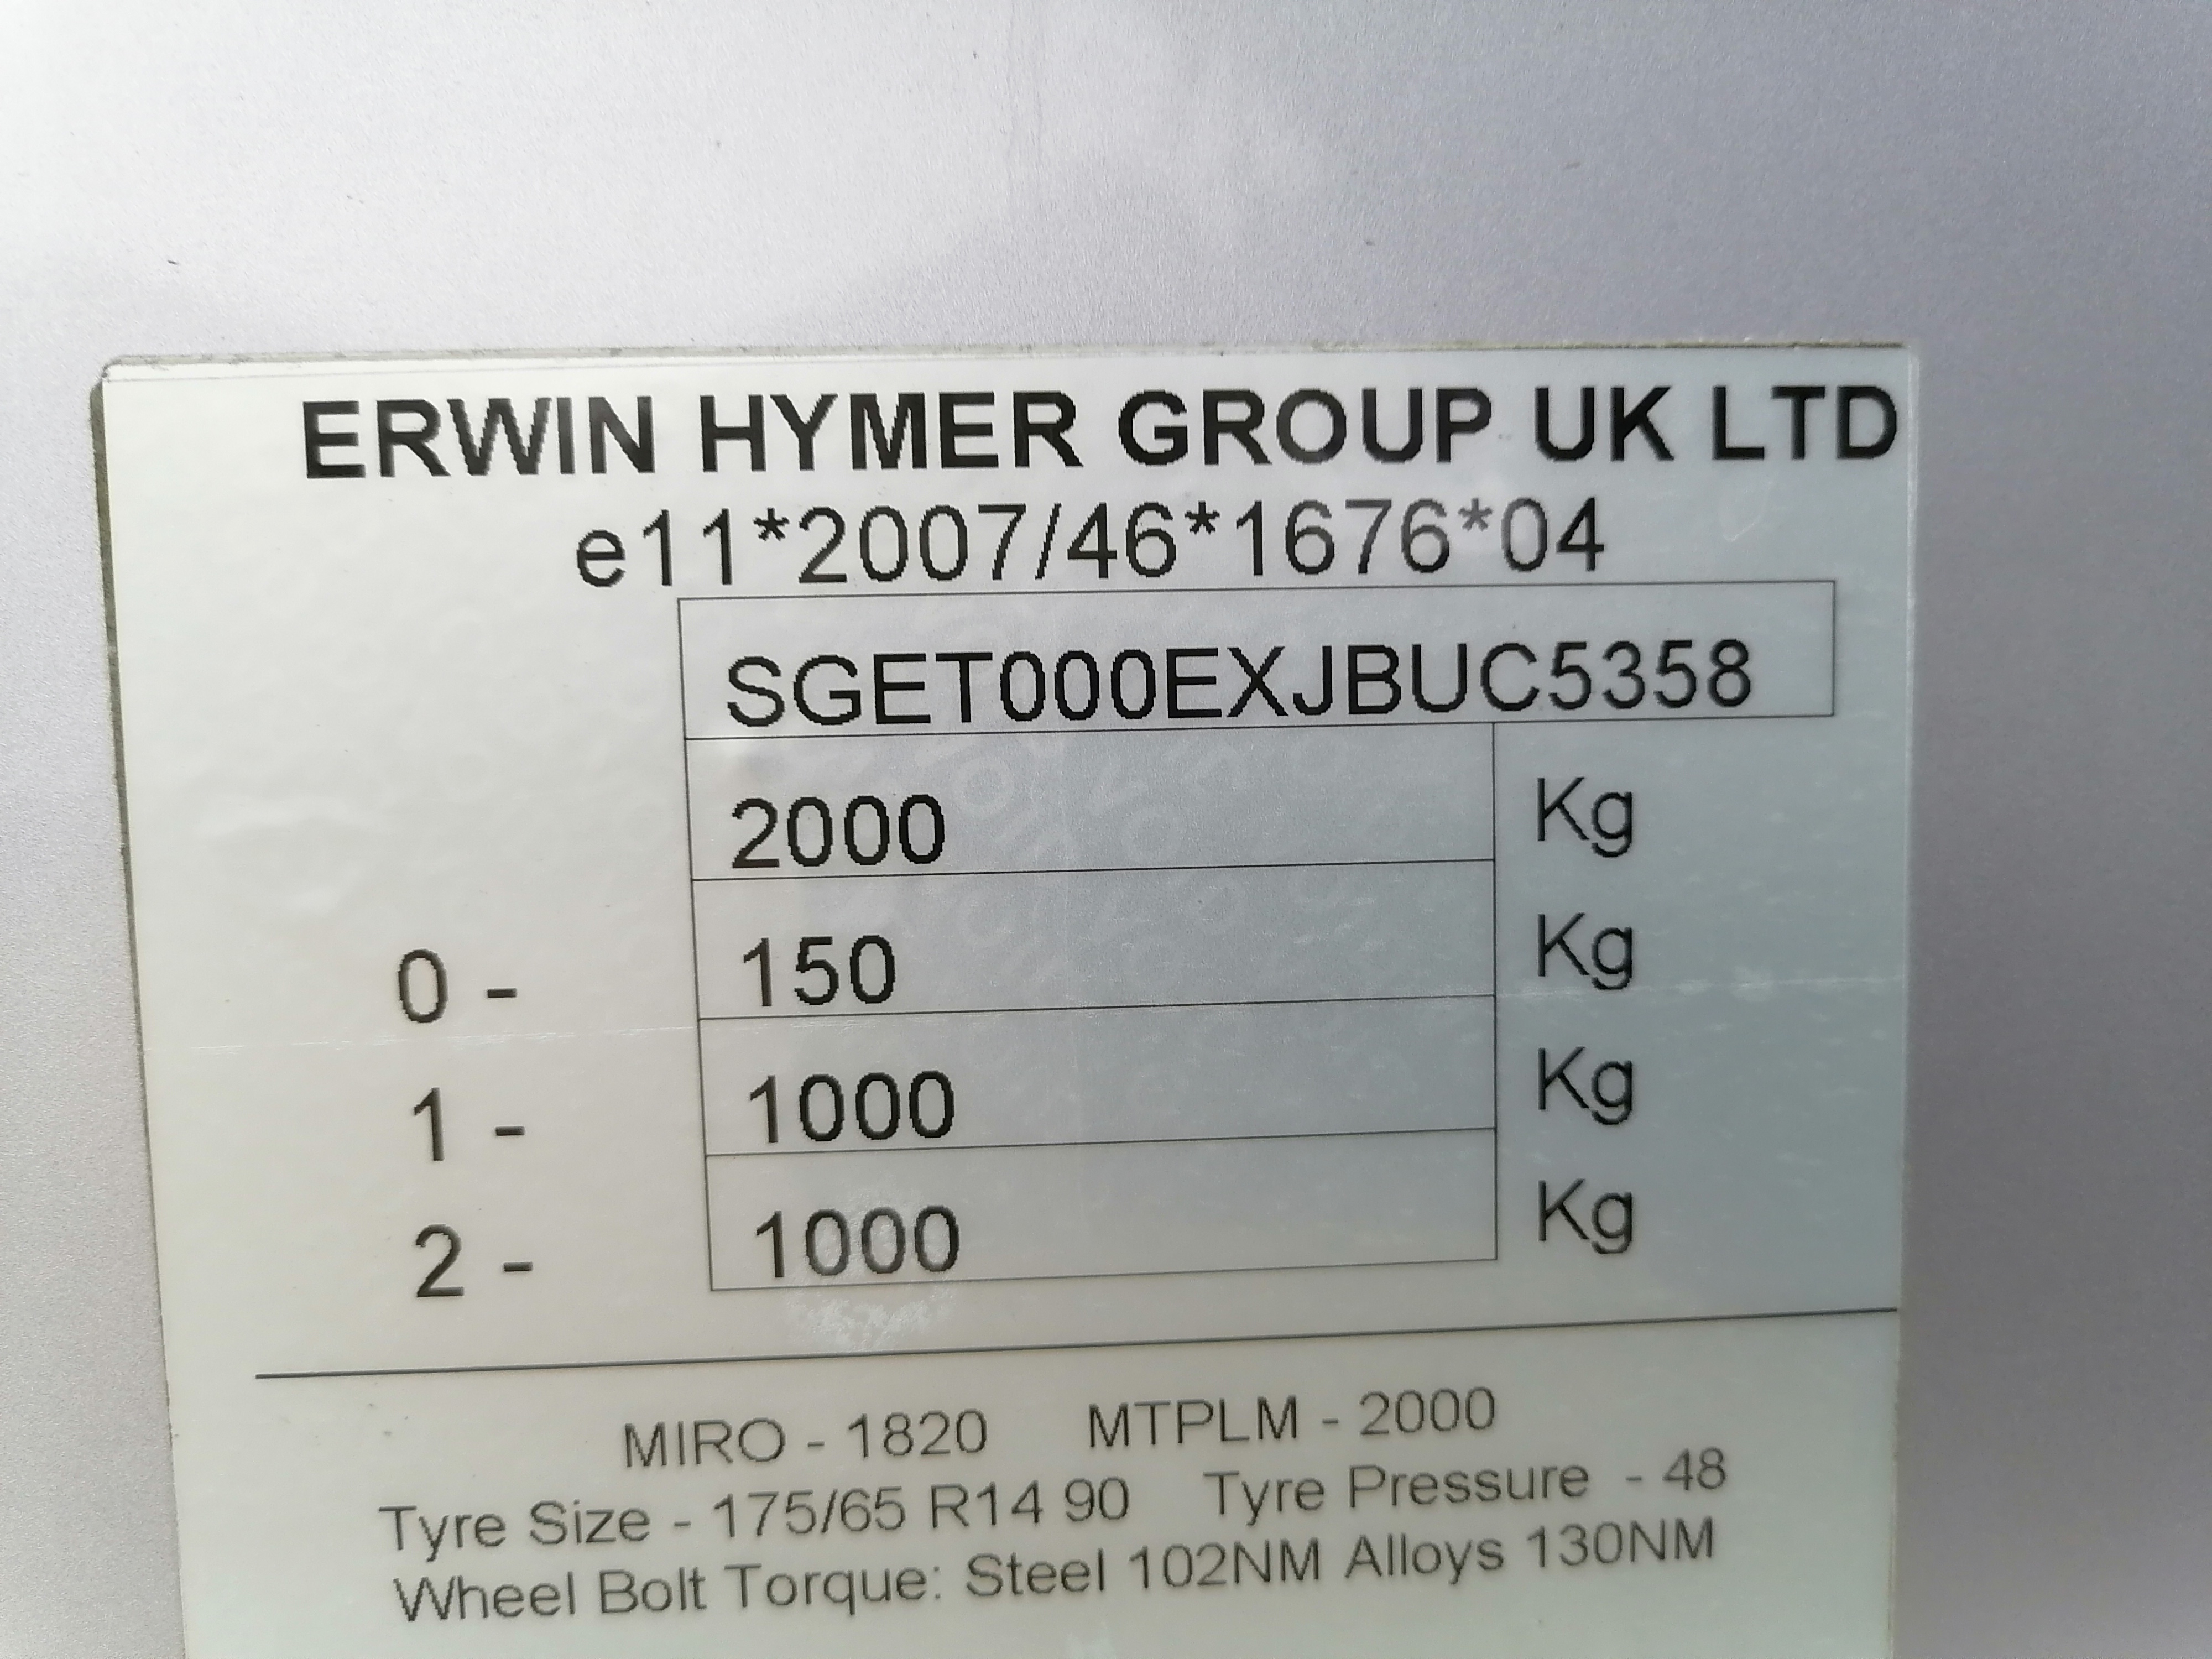 ERWIN HYMER GROUP UK LTD
e11*2007/46*1676*04
SGET000EXJBUC5358
2000 Kg
0 - 150 Kg
1 - 1000 Kg
2 - 1000 Kg
MIRO - 1820 MTPLM - 2000
Tyre Size - 175/65 R14 90 Tyre Pressure - 48
Wheel Bolt Torque: Steel 102NM Alloys 130NM